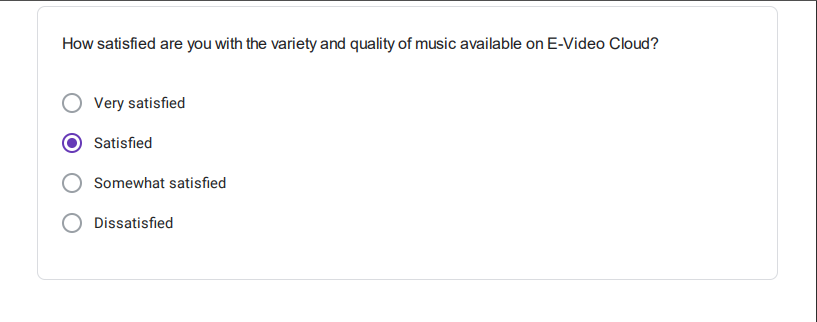 How satisfied are you with the variety and quality of music available on E-Video Cloud?
Very satisfied
Satisfied
Somewhat satisfied
Dissatisfied